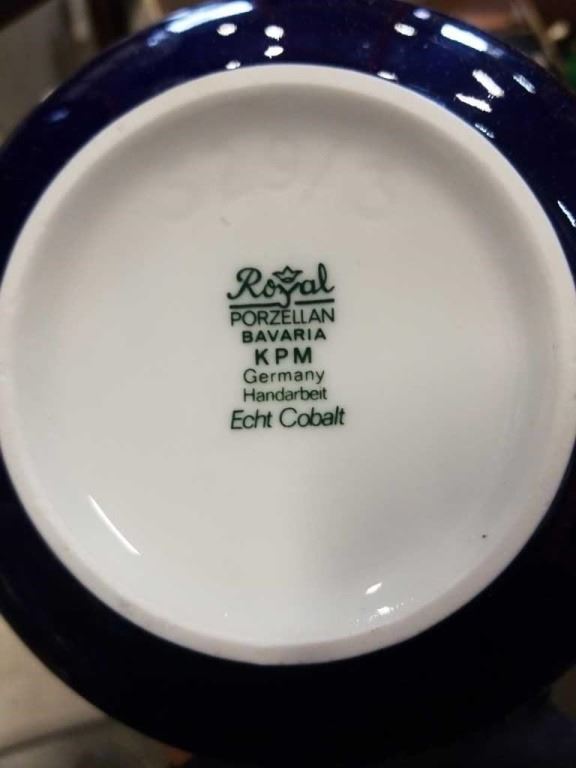 Royal
PORZELLAN
BAVARIA
KPM
Germany
Handarbeit
Echt Cobalt